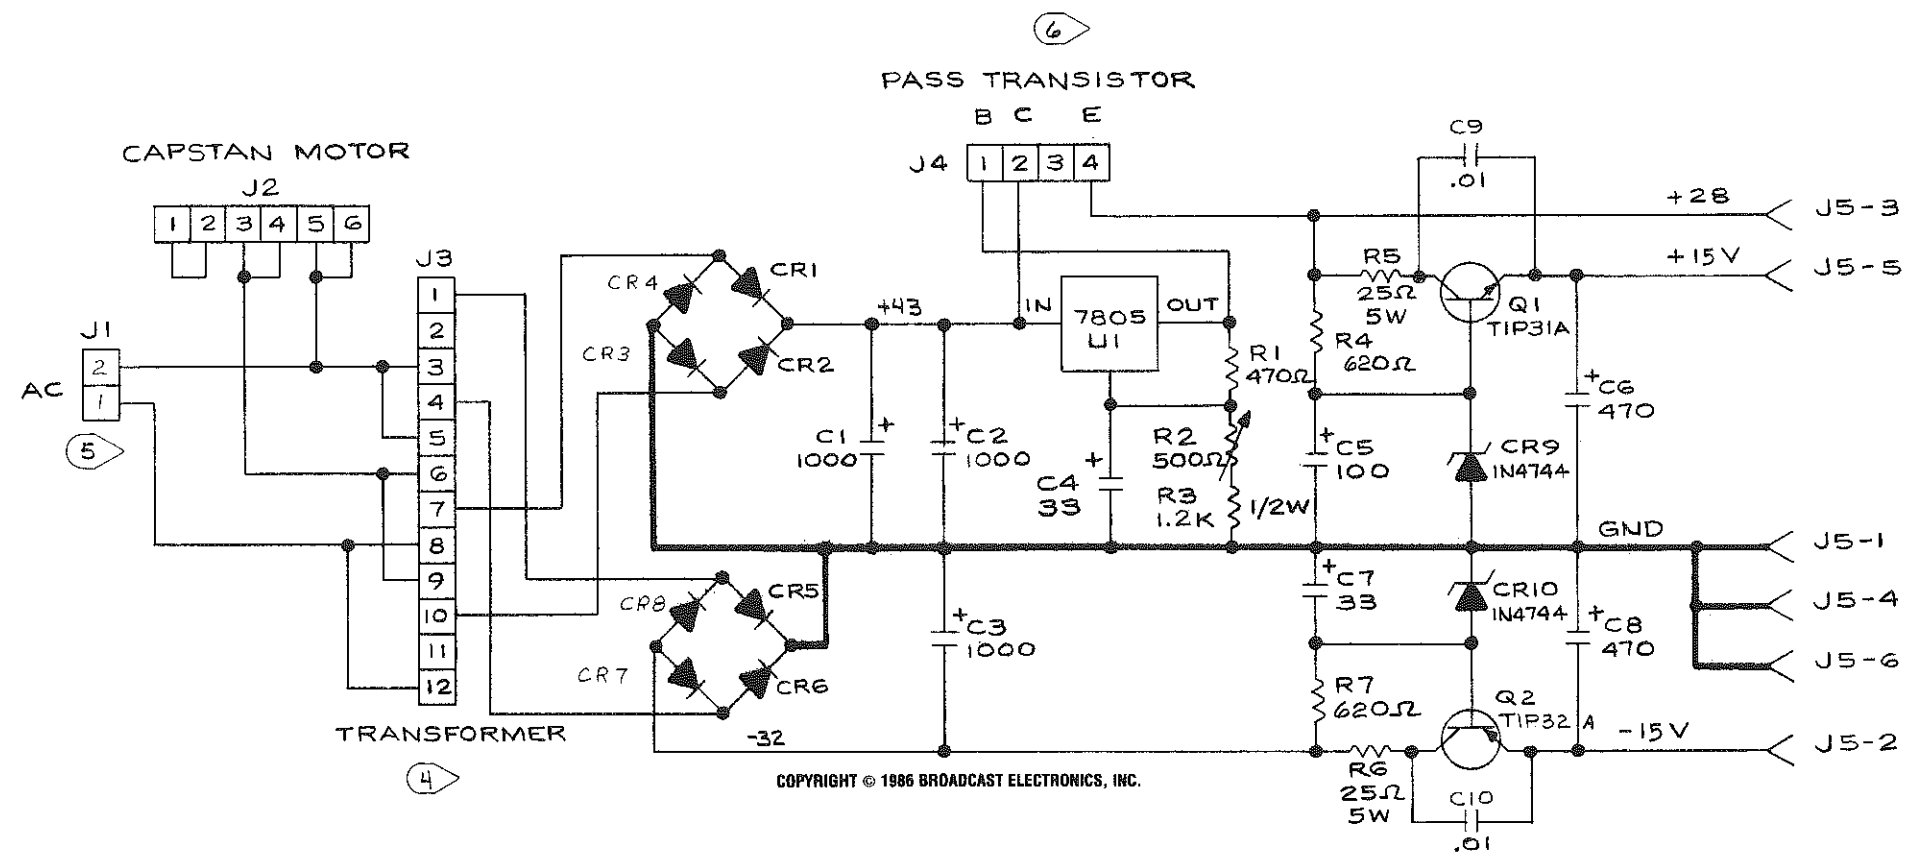 6
PASS TRANSISTOR
B C E
J4 1 2 3 4
C9
.01
CAPSTAN MOTOR
J2
1 2 3 4 5 6
+28 J5-3
+15V J5-5
J3
1
2
3
4
5
6
7
8
9
10
11
12
J1
2
1
AC
5
TRANSFORMER
4
CR4
CR1
CR3
CR2
+43
IN
7805
U1
OUT
R5
25Ω
5W
Q1
TIP31A
R4
620Ω
R1
470Ω
C1
1000
+
+
C2
1000
+
C4
33
R2
500Ω
R3
1.2K
1/2W
+
C5
100
CR9
1N4744
+
C6
470
GND J5-1
J5-4
J5-6
CR8
CR5
CR7
CR6
+
C3
1000
+
C7
33
CR10
1N4744
+
C8
470
R7
620Ω
Q2
TIP32 A
-32
-15V J5-2
R6
25Ω
5W
C10
.01
COPYRIGHT © 1986 BROADCAST ELECTRONICS, INC.